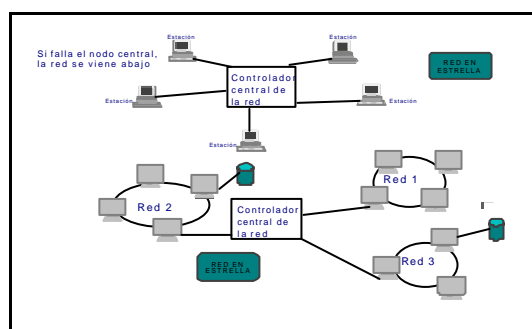 Estación
Estación
Si falla el nodo central,
la red se viene abajo
RED EN
ESTRELLA
Controlador
central de
la red
Estación
Estación
Estación
Red 1
Red 2
Controlador
central de
la red
Red 3
RED EN
ESTRELLA